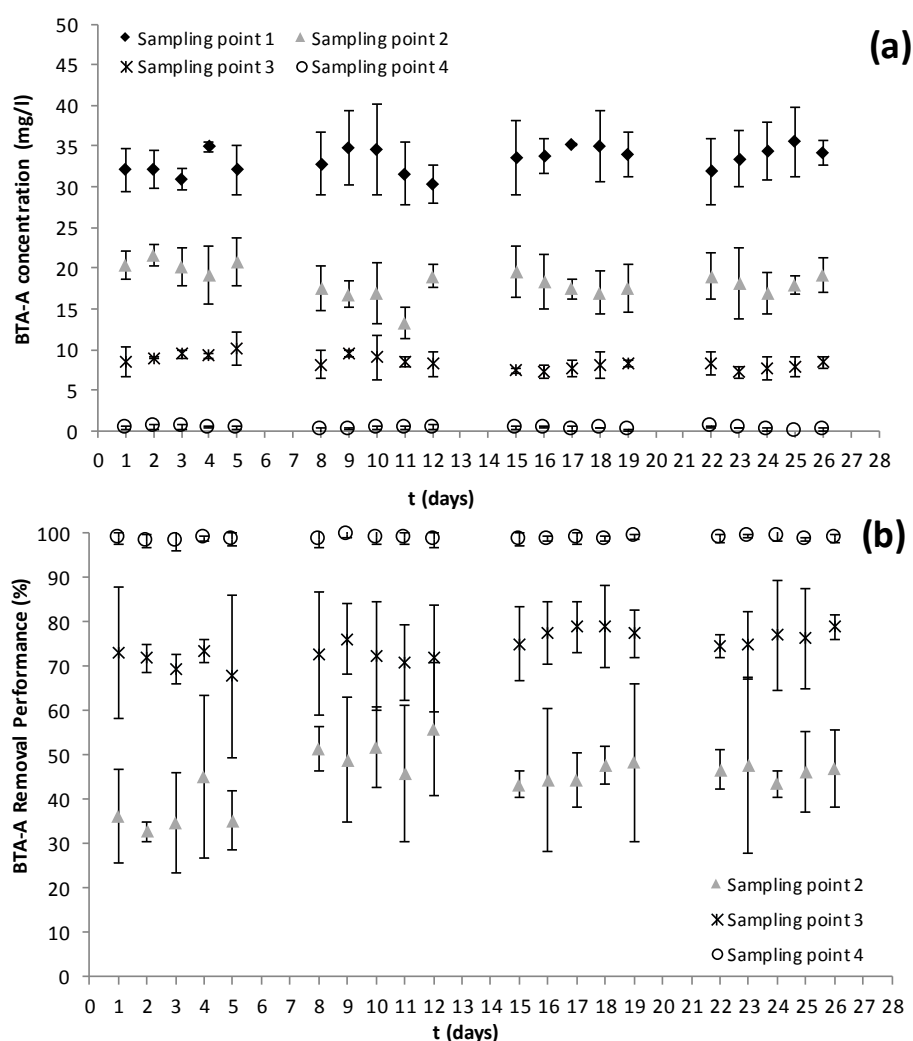 50
45
40
35
30
25
20
15
10
5
0
BTA-A concentration (mg/l)
Sampling point 1 Sampling point 2
Sampling point 3 Sampling point 4
(a)
0 1 2 3 4 5 6 7 8 9 10 11 12 13 14 15 16 17 18 19 20 21 22 23 24 25 26 27 28
t (days)
100
90
80
70
60
50
40
30
20
10
0
BTA-A Removal Performance (%)
(b)
Sampling point 2
Sampling point 3
Sampling point 4
0 1 2 3 4 5 6 7 8 9 10 11 12 13 14 15 16 17 18 19 20 21 22 23 24 25 26 27 28
t (days)